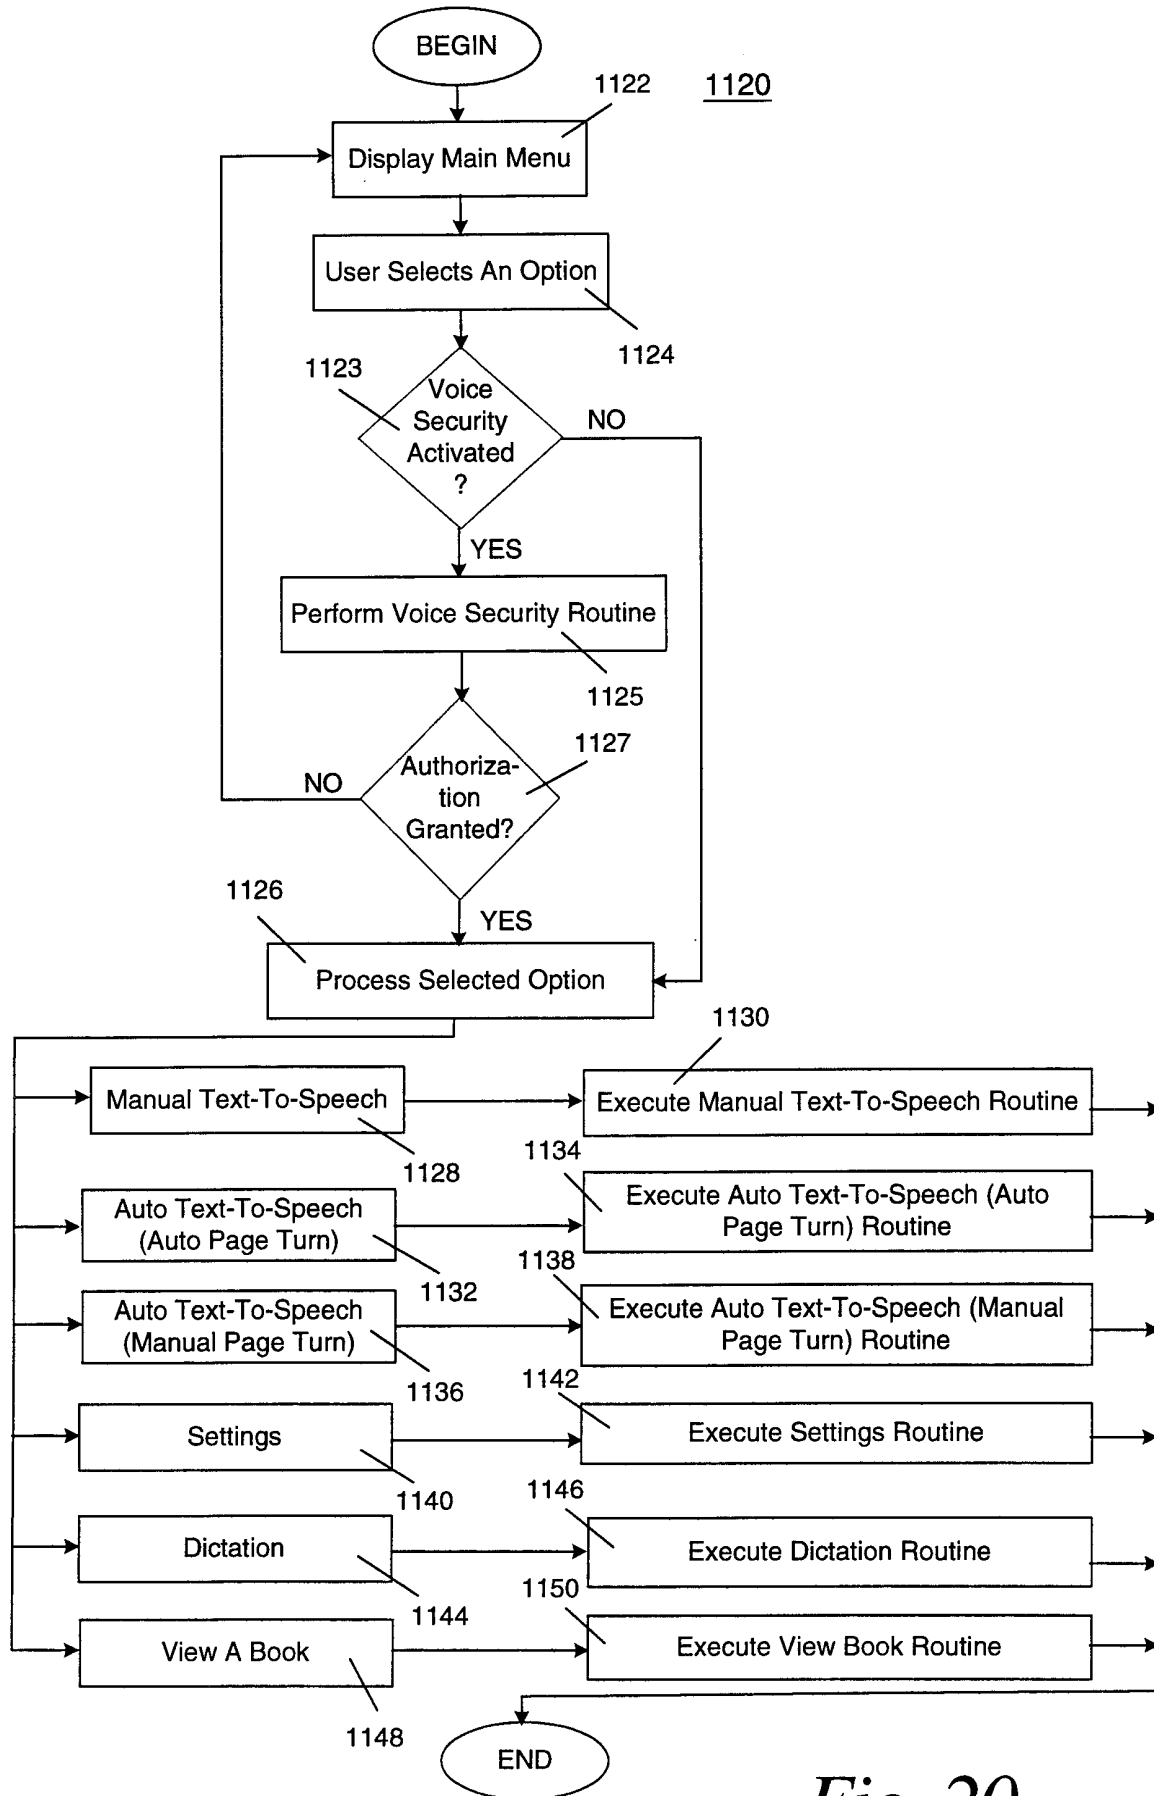 BEGIN
1122
1120
Display Main Menu
User Selects An Option
1124
1123
Voice
Security
Activated
?
NO
YES
Perform Voice Security Routine
1125
1127
Authoriza-
tion
Granted?
NO
1126
YES
Process Selected Option
1130
Manual Text-To-Speech
Execute Manual Text-To-Speech Routine
1128
1134
Auto Text-To-Speech
(Auto Page Turn)
Execute Auto Text-To-Speech (Auto
Page Turn) Routine
1132
1138
Auto Text-To-Speech
(Manual Page Turn)
Execute Auto Text-To-Speech (Manual
Page Turn) Routine
1136
1142
Settings
Execute Settings Routine
1140
1146
Dictation
Execute Dictation Routine
1144
1150
View A Book
Execute View Book Routine
1148
END
Fig. 20